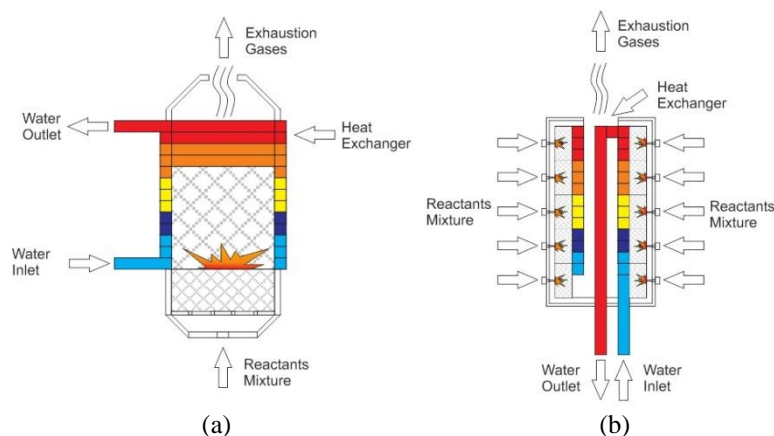 Exhaustion
Gases
Water
Outlet
Heat
Exchanger
Water
Inlet
Reactants
Mixture
(a)
Exhaustion
Gases
Heat
Exchanger
Reactants
Mixture
Reactants
Mixture
Water
Outlet
Water
Inlet
(b)